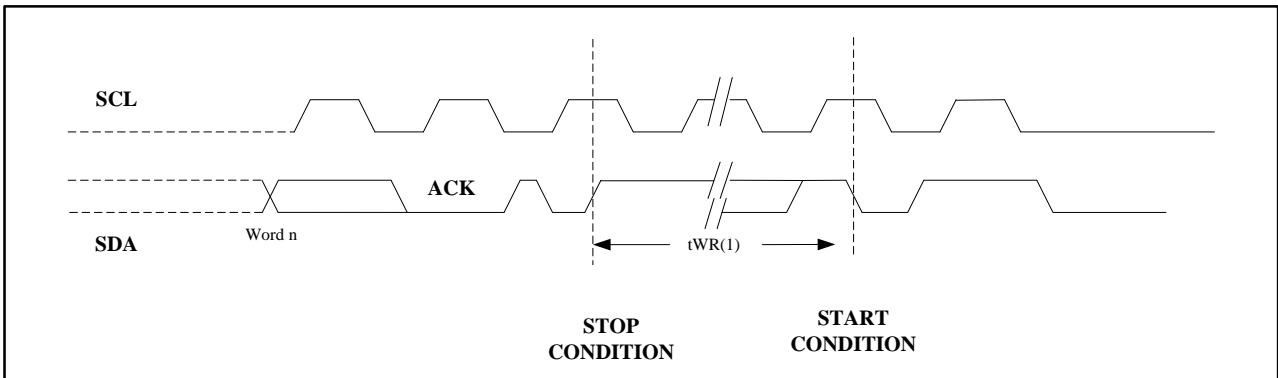 SCL
ACK
Word n
SDA
tWR(1)
STOP
CONDITION
START
CONDITION